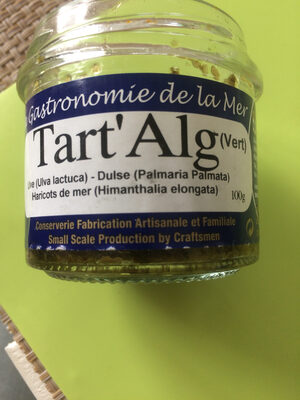 Gastronomie de la Mer
Tart'Alg (Vert)
(Ulva lactuca) - Dulse (Palmaria Palmata)
Haricots de mer (Himanthalia elongata)
100g
Conserverie Fabrication Artisanale et Familiale
Small Scale Production by Craftsmen